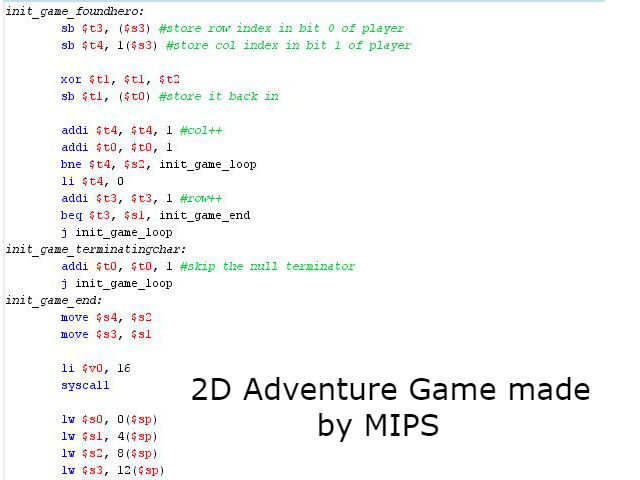 init_game_foundhero:
sb $t3, ($s3) #store row index in bit 0 of player
sb $t4, 1($s3) #store col index in bit 1 of player
xor $t1, $t1, $t2
sb $t1, ($t0) #store it back in
addi $t4, $t4, 1 #col++
addi $t0, $t0, 1
bne $t4, $s2, init_game_loop
li $t4, 0
addi $t3, $t3, 1 #row++
beq $t3, $s1, init_game_end
j init_game_loop
init_game_terminatingchar:
addi $t0, $t0, 1 #skip the null terminator
j init_game_loop
init_game_end:
move $s4, $s2
move $s3, $s1
li $v0, 16
syscall
2D Adventure Game made
by MIPS
lw $s0, 0($sp)
lw $s1, 4($sp)
lw $s2, 8($sp)
lw $s3, 12($sp)